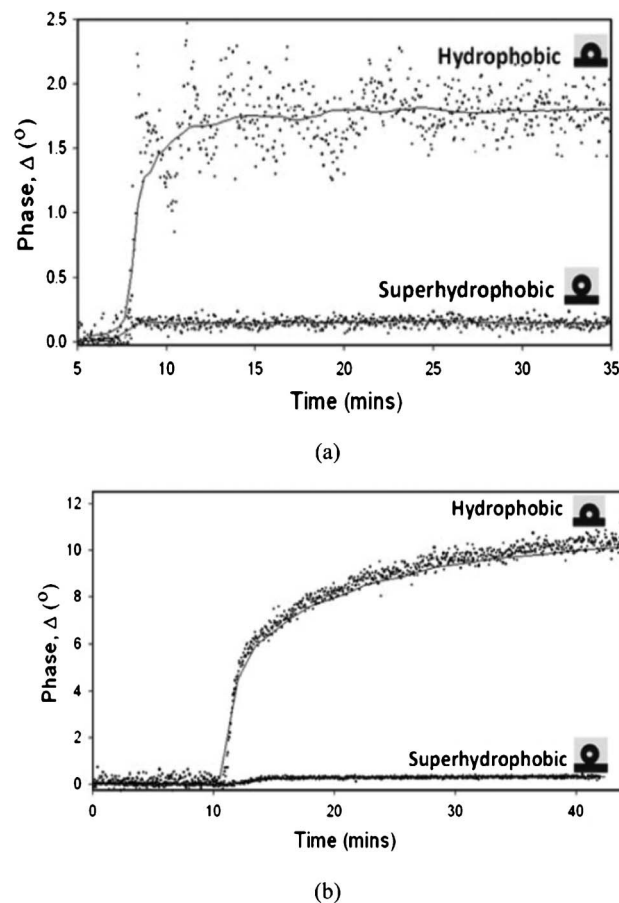 2.5
Hydrophobic
2.0
1.5
1.0
Superhydrophobic
0.5
0.0
Phase, Δ (°)
5 10 15 20 25 30 35
Time (mins)
(a)
12
Hydrophobic
10
8
6
4
2
Superhydrophobic
0
Phase, Δ (°)
0 10 20 30 40
Time (mins)
(b)